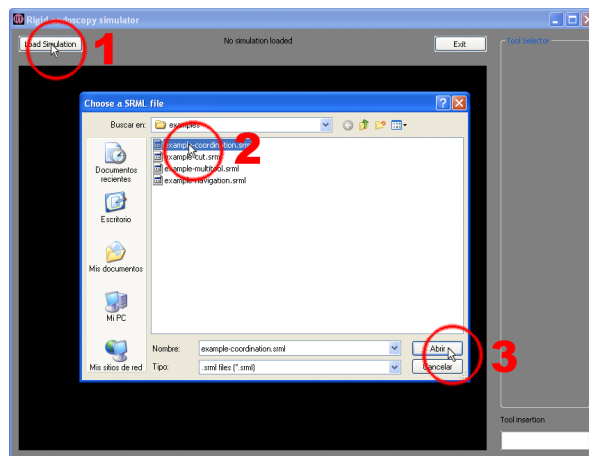 Rigid endoscopy simulator
Load Simulation
1
No simulation loaded
Exit
Tool Selector
Choose a SRML file
Buscar en:
examples
2
example-coordination.srml
example-cut.srml
example-multitool.srml
example-navigation.srml
Documentos
recientes
Escritorio
Mis documentos
Mi PC
Mis sitios de red
Nombre:
example-coordination.srml
Abrir
3
Tipo:
.srml files (*.srml)
Cancelar
Tool insertion